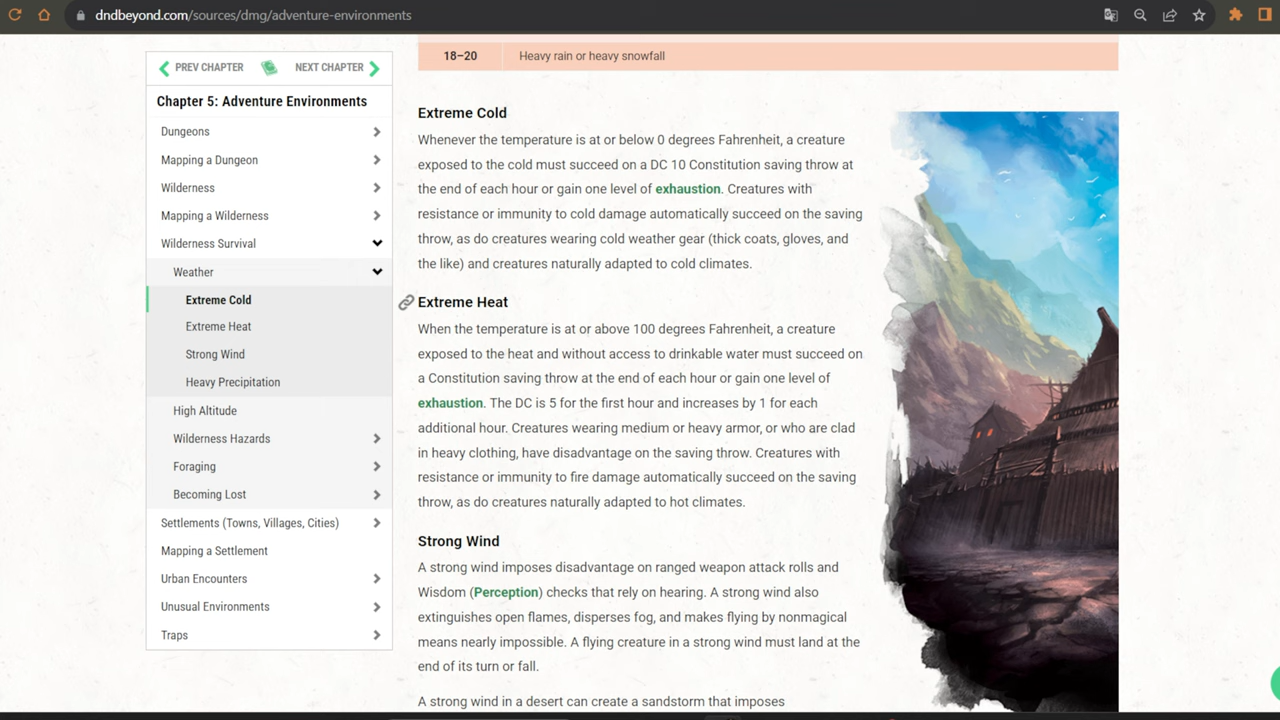 dndbeyond.com/sources/dmg/adventure-environments
PREV CHAPTER
NEXT CHAPTER
Chapter 5: Adventure Environments
Dungeons
Mapping a Dungeon
Wilderness
Mapping a Wilderness
Wilderness Survival
Weather
Extreme Cold
Extreme Heat
Strong Wind
Heavy Precipitation
High Altitude
Wilderness Hazards
Foraging
Becoming Lost
Settlements (Towns, Villages, Cities)
Mapping a Settlement
Urban Encounters
Unusual Environments
Traps
18–20 Heavy rain or heavy snowfall
Extreme Cold
Whenever the temperature is at or below 0 degrees Fahrenheit, a creature
exposed to the cold must succeed on a DC 10 Constitution saving throw at
the end of each hour or gain one level of exhaustion. Creatures with
resistance or immunity to cold damage automatically succeed on the saving
throw, as do creatures wearing cold weather gear (thick coats, gloves, and
the like) and creatures naturally adapted to cold climates.
Extreme Heat
When the temperature is at or above 100 degrees Fahrenheit, a creature
exposed to the heat and without access to drinkable water must succeed on
a Constitution saving throw at the end of each hour or gain one level of
exhaustion. The DC is 5 for the first hour and increases by 1 for each
additional hour. Creatures wearing medium or heavy armor, or who are clad
in heavy clothing, have disadvantage on the saving throw. Creatures with
resistance or immunity to fire damage automatically succeed on the saving
throw, as do creatures naturally adapted to hot climates.
Strong Wind
A strong wind imposes disadvantage on ranged weapon attack rolls and
Wisdom (Perception) checks that rely on hearing. A strong wind also
extinguishes open flames, disperses fog, and makes flying by nonmagical
means nearly impossible. A flying creature in a strong wind must land at the
end of its turn or fall.
A strong wind in a desert can create a sandstorm that imposes